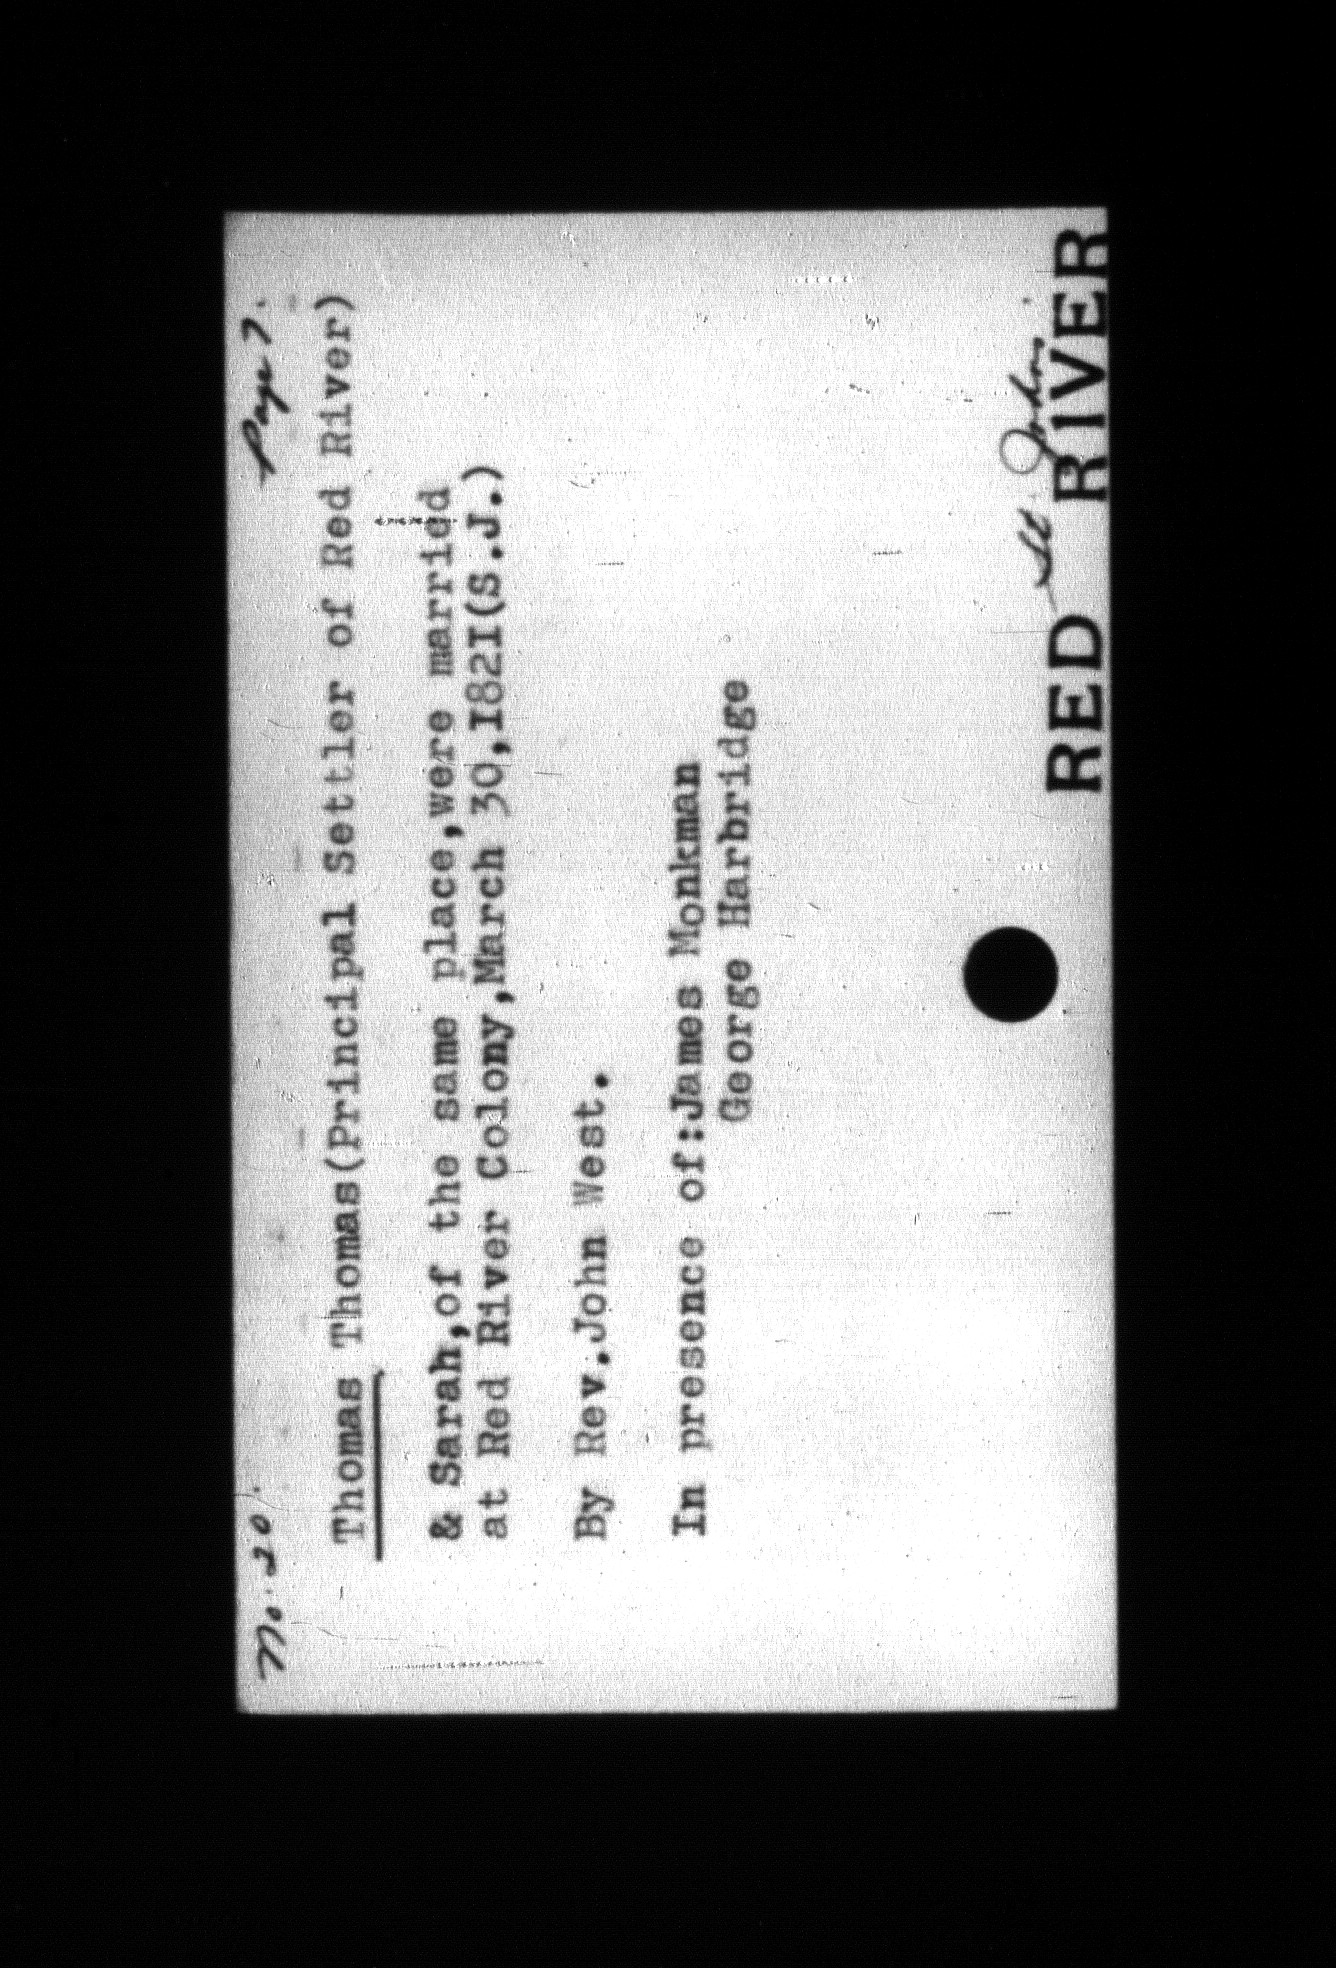 No. 20. Page 7.
Thomas Thomas(Principal Settler of Red River)
& Sarah,of the same place,were married
at Red River Colony,March 30,I82I(S.J.)
By Rev.John West.
In presence of:James Monkman
George Harbridge
St Johns.
RED RIVER